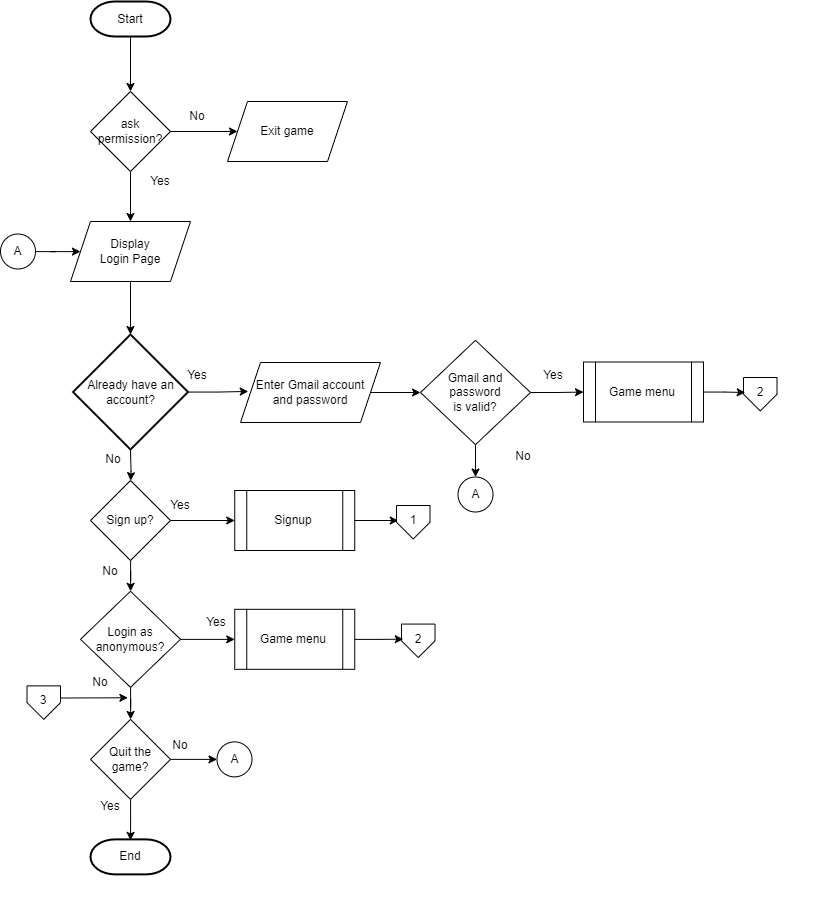 Start
ask
permission?
No
Exit game
Yes
A
Display
Login Page
Already have an
account?
Yes
Enter Gmail account
and password
Gmail and
password
is valid?
Yes
Game menu
2
No
A
No
Sign up?
Yes
Signup
1
No
Login as
anonymous?
Yes
Game menu
2
No
3
Quit the
game?
No
A
Yes
End